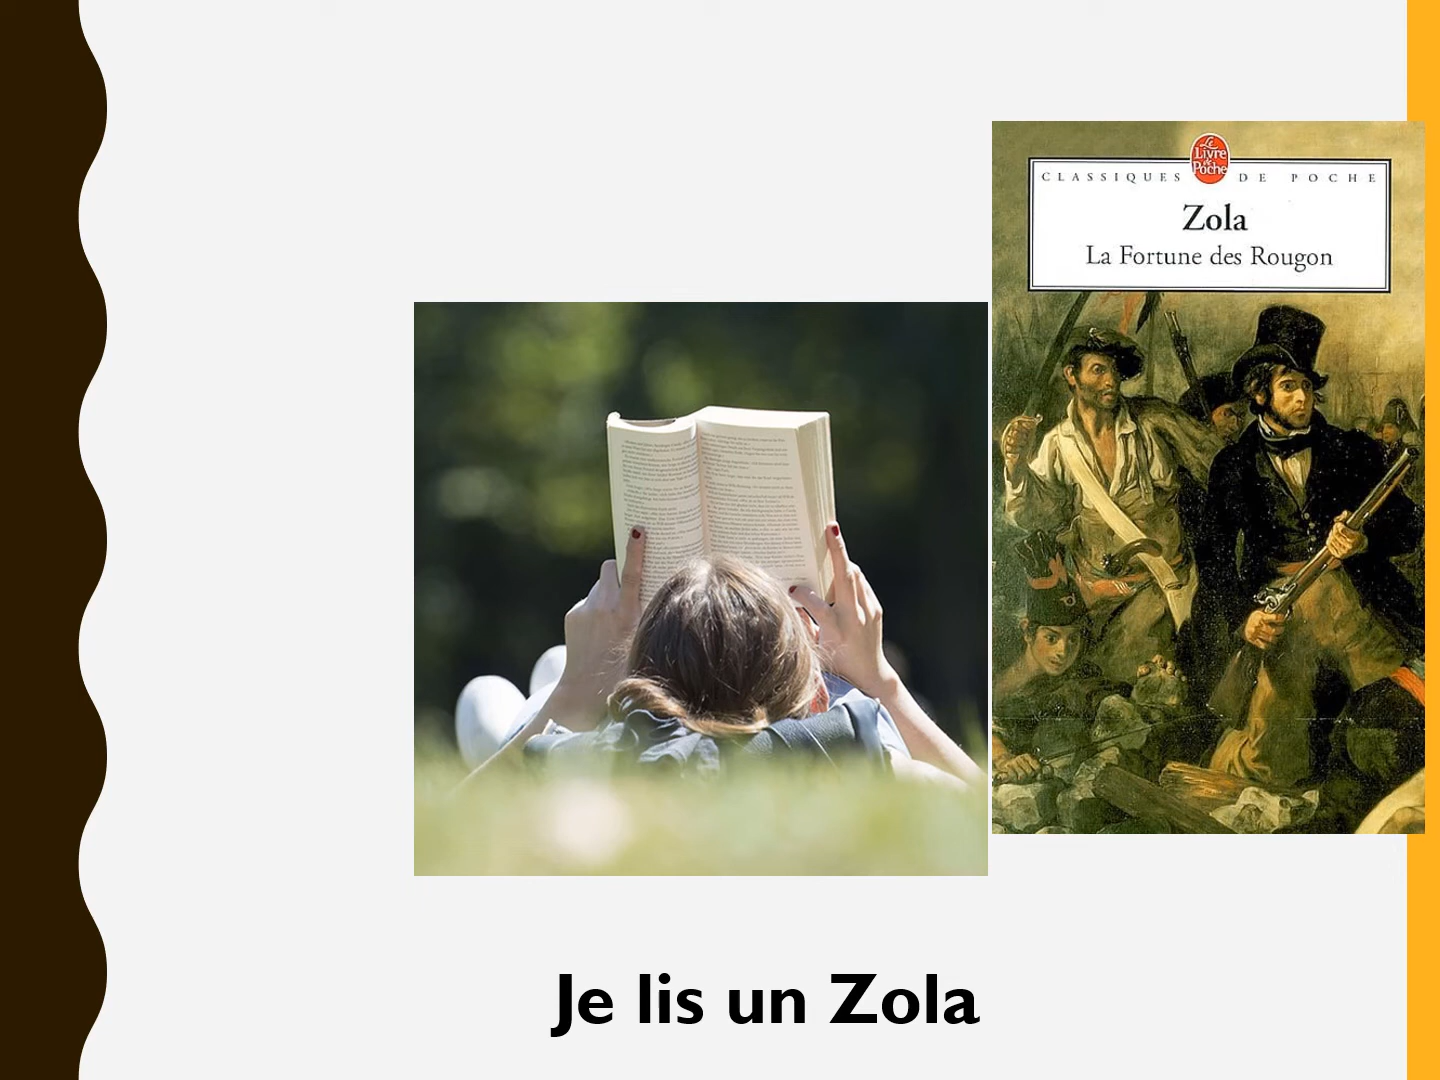 Le
Livre
de
Poche
CLASSIQUES DE POCHE
Zola
La Fortune des Rougon
Je lis un Zola